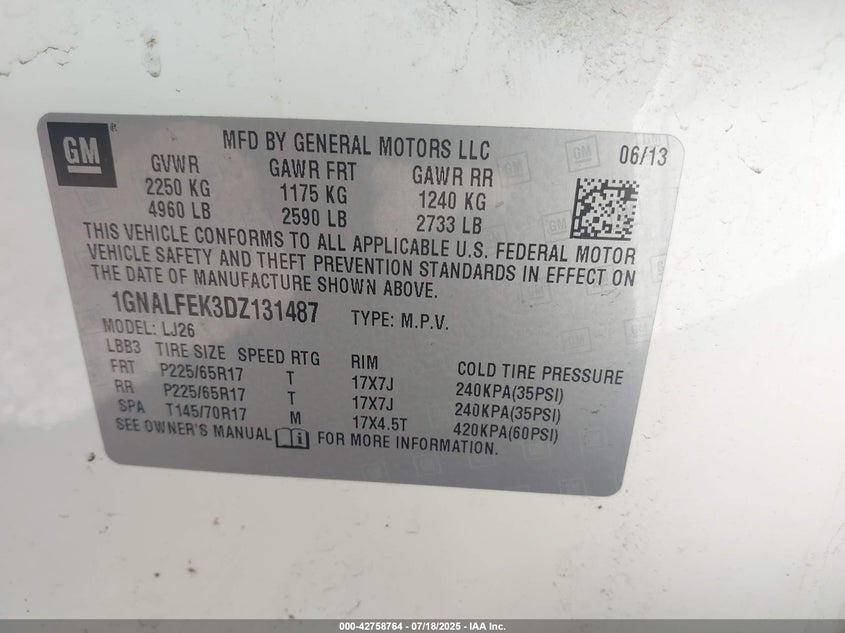 GM
MFD BY GENERAL MOTORS LLC 06/13
GVWR GAWR FRT GAWR RR
2250 KG 1175 KG 1240 KG
4960 LB 2590 LB 2733 LB
THIS VEHICLE CONFORMS TO ALL APPLICABLE U.S. FEDERAL MOTOR
VEHICLE SAFETY AND THEFT PREVENTION STANDARDS IN EFFECT ON
THE DATE OF MANUFACTURE SHOWN ABOVE.
1GNALFEK3DZ131487 TYPE: M.P.V.
MODEL: LJ26
LBB3 TIRE SIZE SPEED RTG RIM COLD TIRE PRESSURE
FRT P225/65R17 T 17X7J 240KPA(35PSI)
RR P225/65R17 T 17X7J 240KPA(35PSI)
SPA T145/70R17 M 17X4.5T 420KPA(60PSI)
SEE OWNER'S MANUAL FOR MORE INFORMATION.
000-42758764 / 07/18/2025 - IAA Inc.